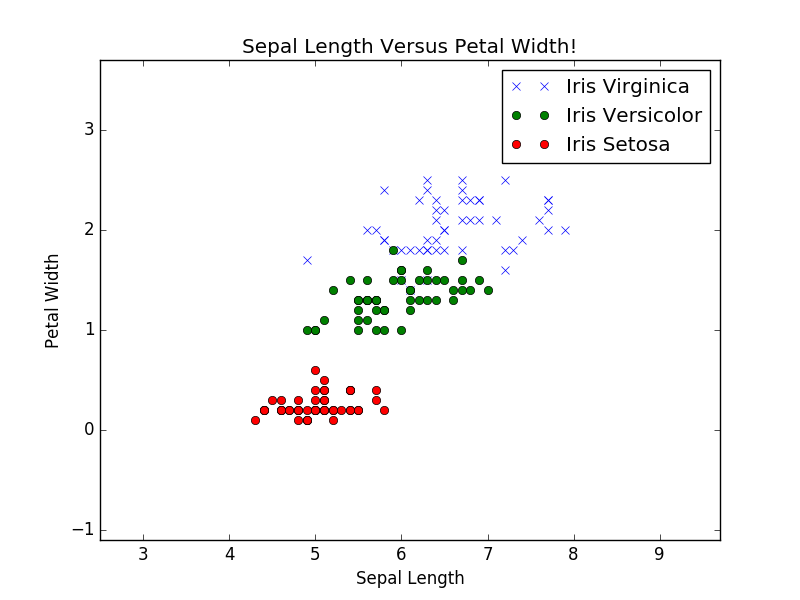 Sepal Length Versus Petal Width!
Iris Virginica
Iris Versicolor
Iris Setosa
Petal Width
3
2
1
0
−1
3 4 5 6 7 8 9
Sepal Length